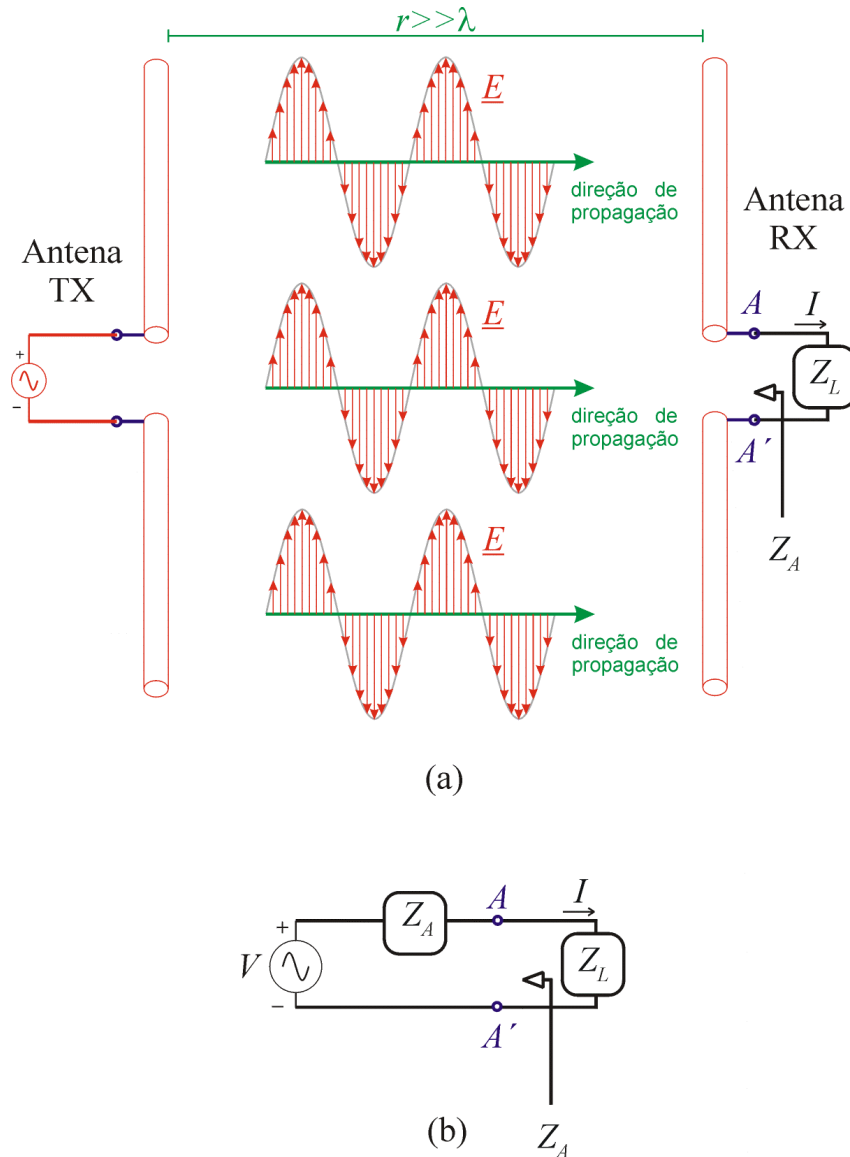 r>>λ
E
direção de
propagação
Antena
TX
Antena
RX
+
−
A
I
Z_L
E
direção de
propagação
A´
Z_A
E
direção de
propagação
(a)
Z_A
A
I
+
V
−
Z_L
A´
Z_A
(b)